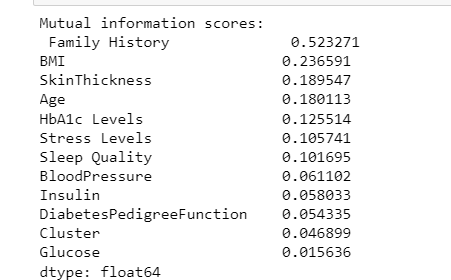 Mutual information scores:
Family History 0.523271
BMI 0.236591
SkinThickness 0.189547
Age 0.180113
HbA1c Levels 0.125514
Stress Levels 0.105741
Sleep Quality 0.101695
BloodPressure 0.061102
Insulin 0.058033
DiabetesPedigreeFunction 0.054335
Cluster 0.046899
Glucose 0.015636
dtype: float64